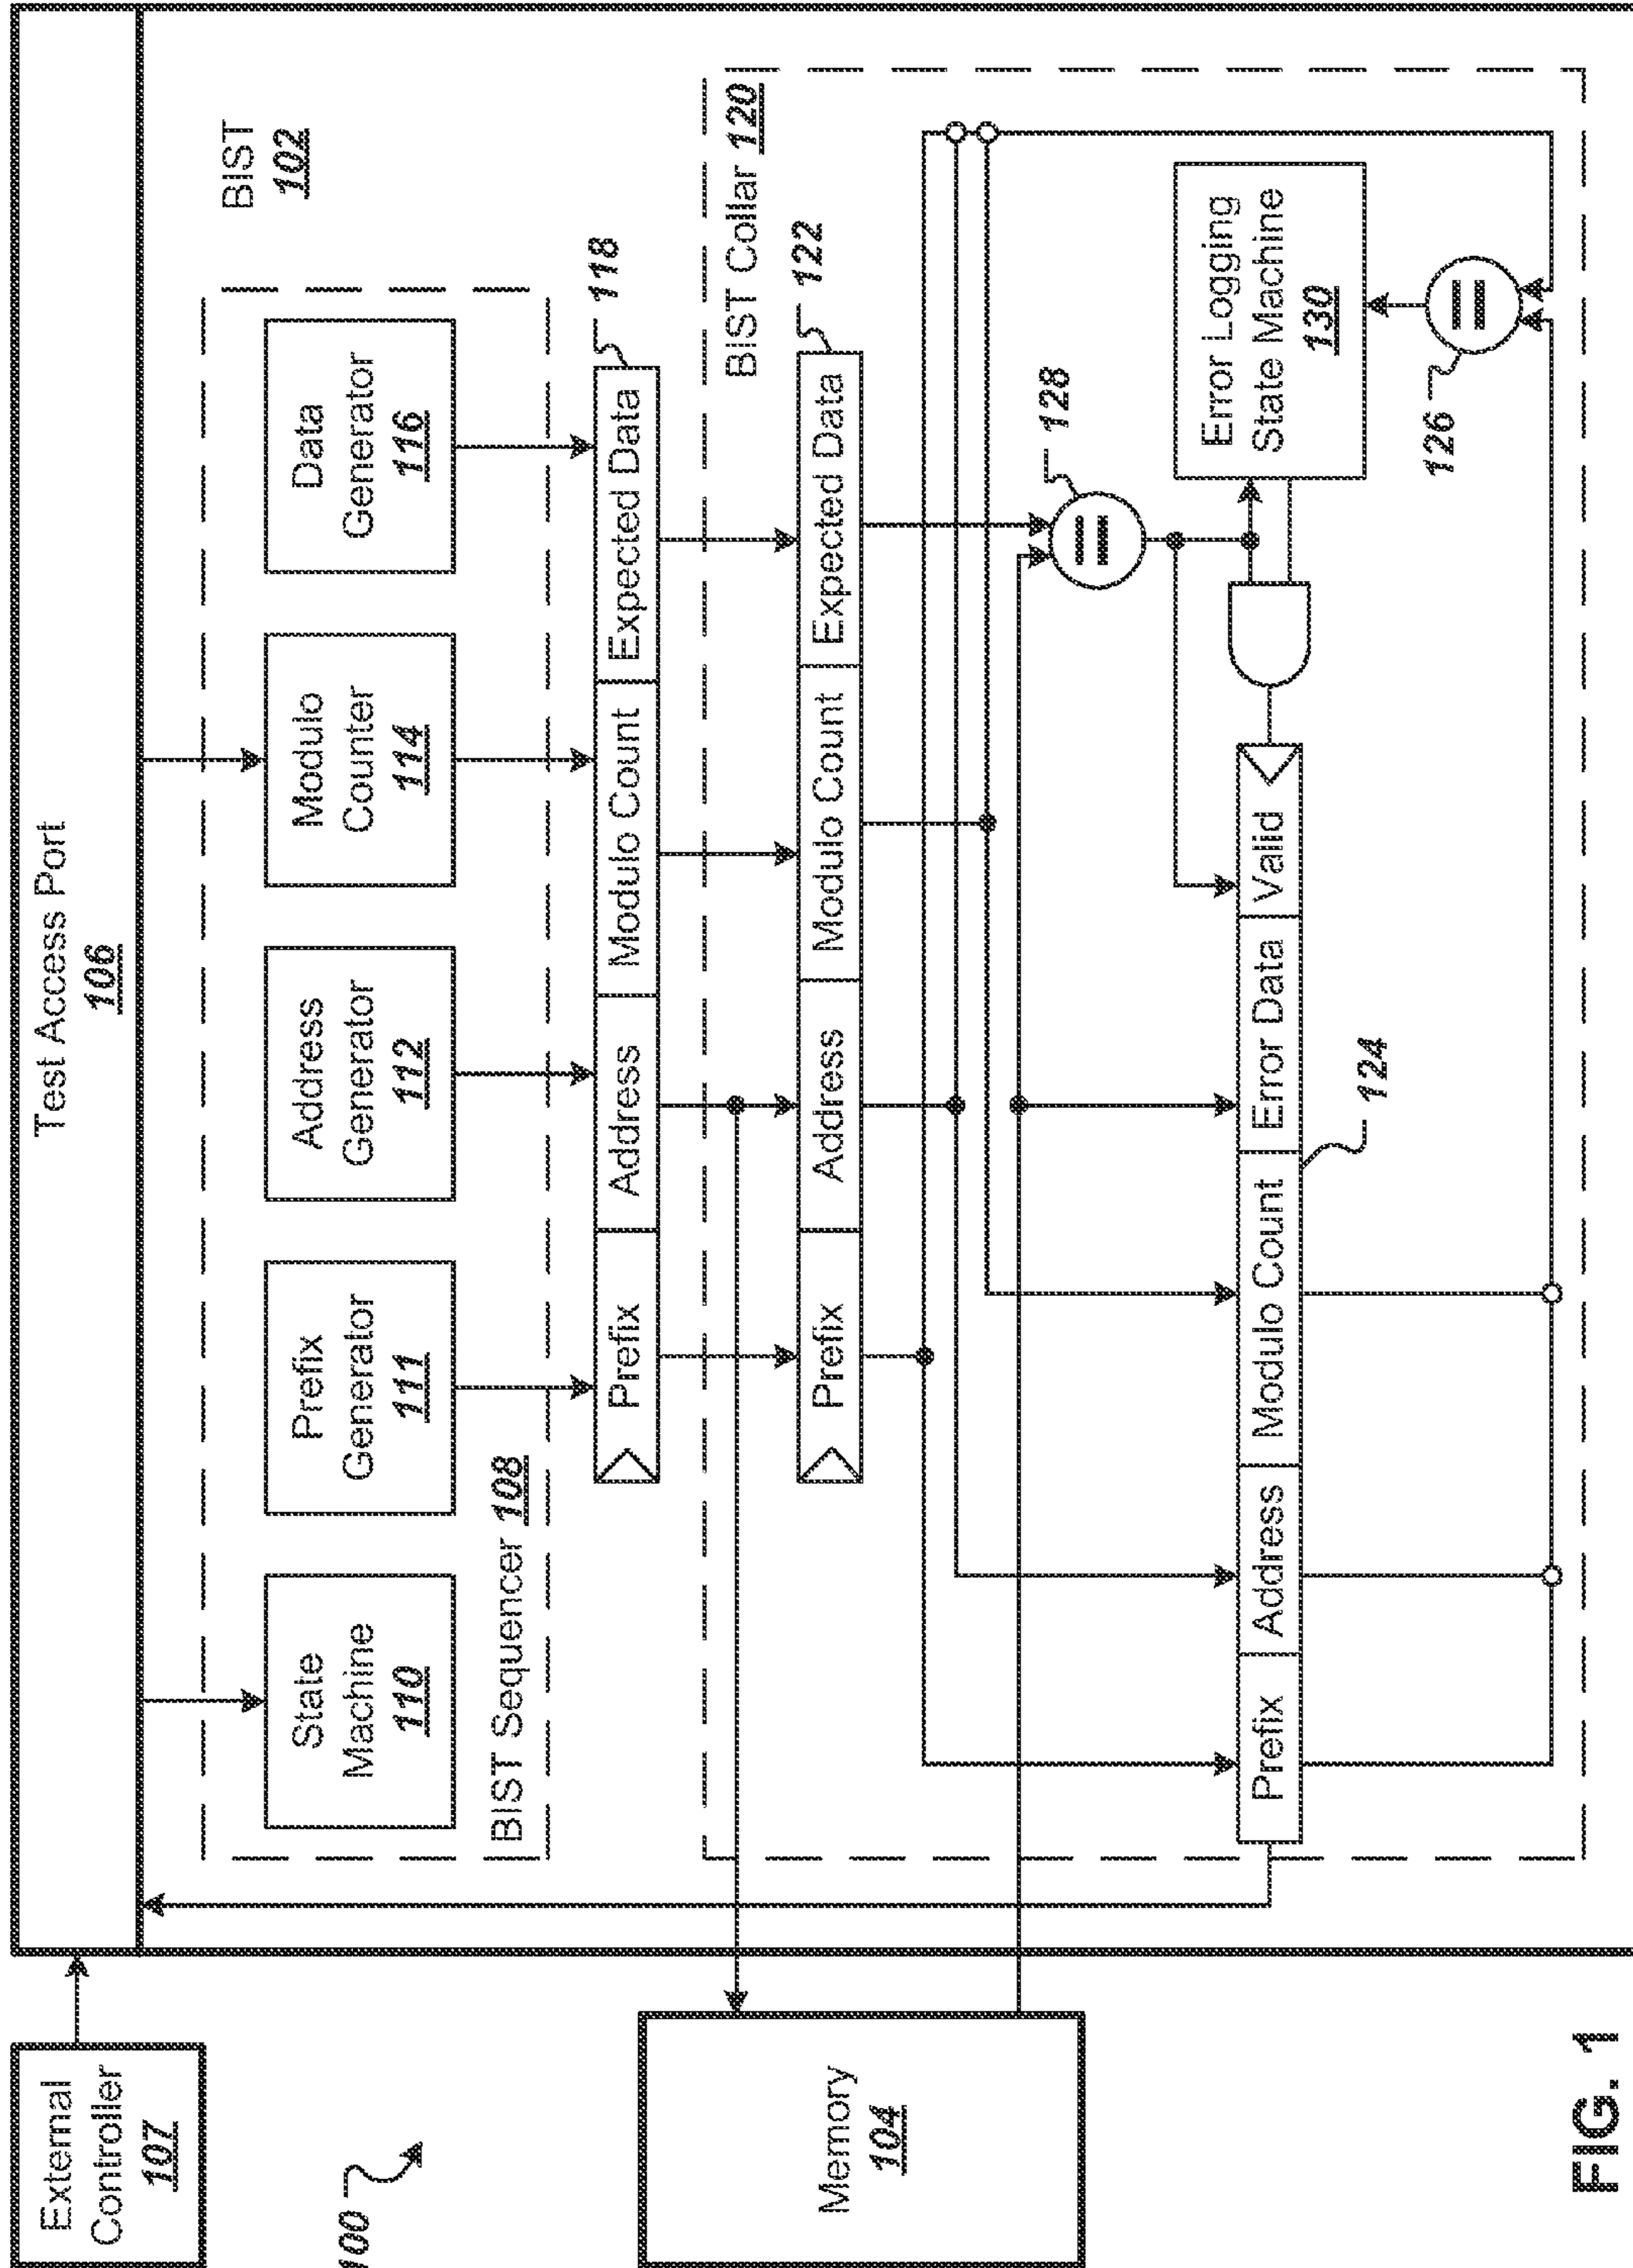 External
Controller
107
100
Memory
104
Test Access Port
106
BIST
102
State
Machine
110
Prefix
Generator
111
Address
Generator
112
Modulo
Counter
114
Data
Generator
116
BIST Sequencer 108
Prefix
Address
Modulo Count
Expected Data
118
BIST Collar 120
Prefix
Address
Modulo Count
Expected Data
122
=
128
Error Logging
State Machine
130
=
126
Prefix
Address
Modulo Count
Error Data
Valid
124
FIG. 1